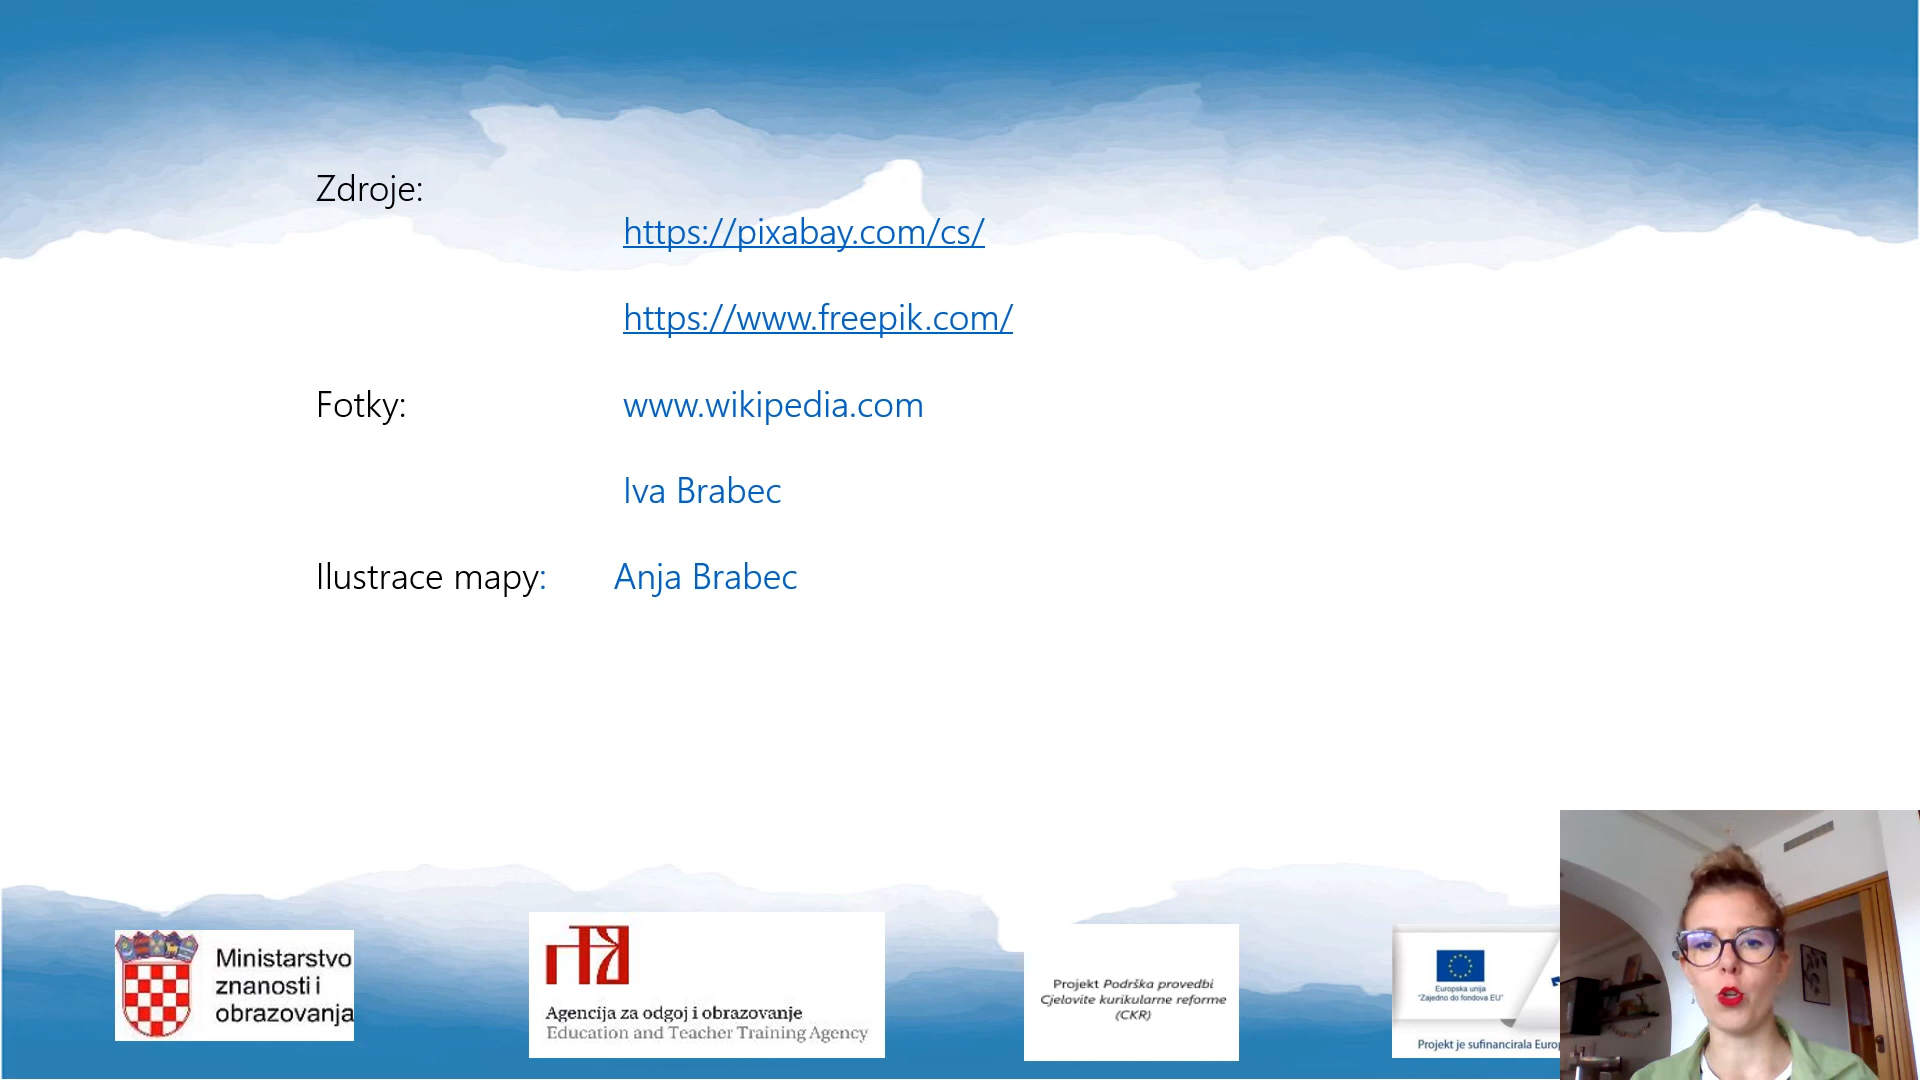 Zdroje:
https://pixabay.com/cs/
https://www.freepik.com/
Fotky: www.wikipedia.com
Iva Brabec
Ilustrace mapy: Anja Brabec
Ministarstvo
znanosti i
obrazovanja
Agencija za odgoj i obrazovanje
Education and Teacher Training Agency
Projekt Podrška provedbi
Cjelovite kurikularne reforme
(CKR)
Europska unija
"Zajedno do fondova EU"
Projekt je sufinancirala Europ